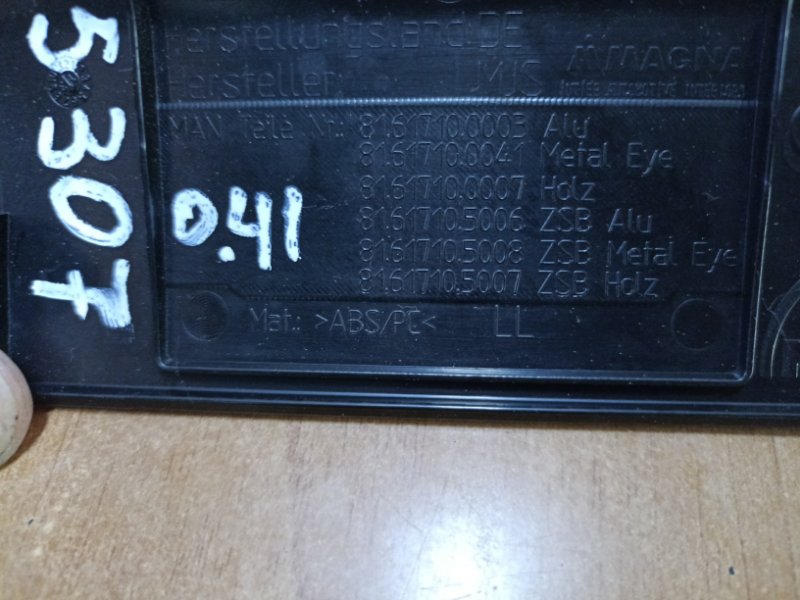 Herstellungsland: DE
Hersteller:
MAGNA
MAN Teile Nr.: 81.61710.0003 Alu
81.61710.0041 Metal Eye
81.61710.0007 Holz
81.61710.5006 ZSB Alu
81.61710.5008 ZSB Metal Eye
81.61710.5007 ZSB Holz
Mat.: >ABS/PC< LL
5307
0.41